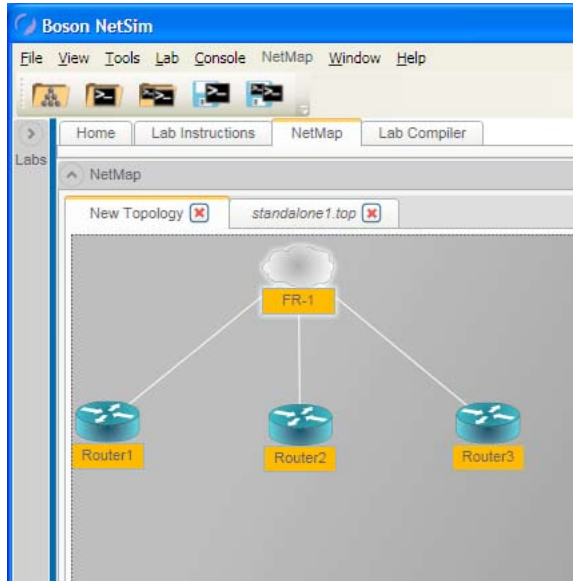 Boson NetSim
File View Tools Lab Console NetMap Window Help
Home Lab Instructions NetMap Lab Compiler
Labs
NetMap
New Topology standalone1.top
FR-1
Router1 Router2 Router3